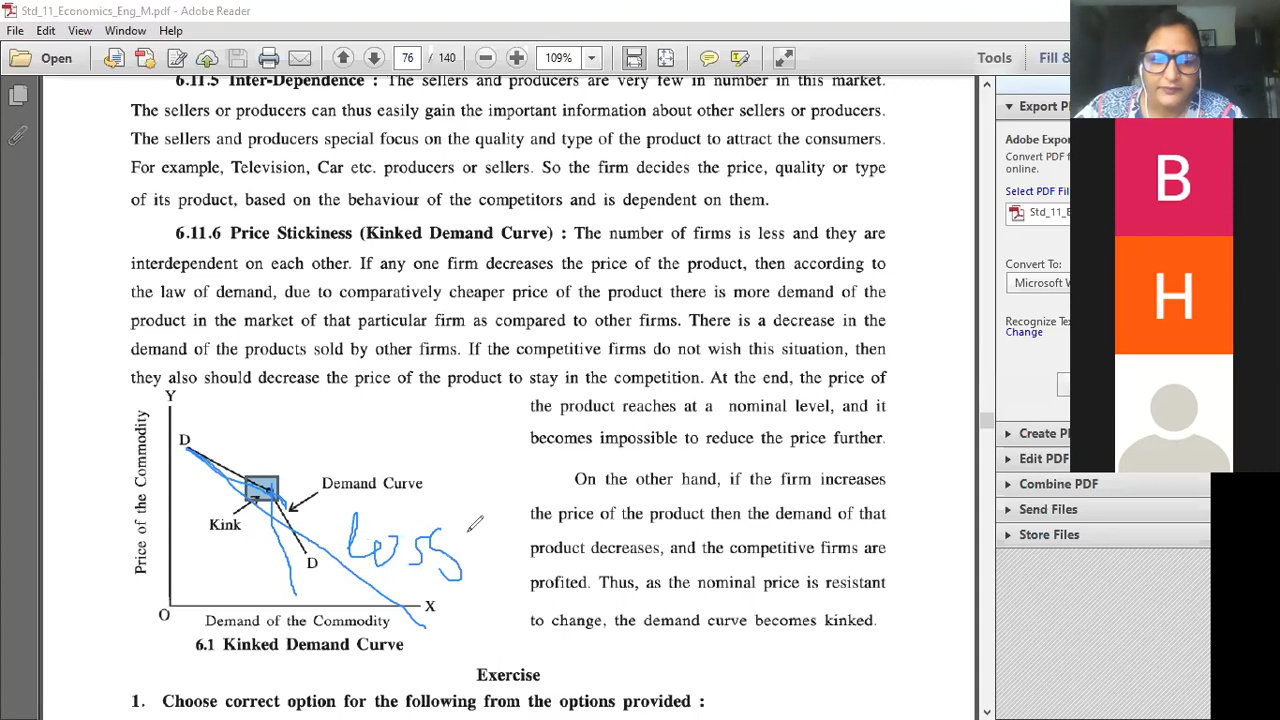 Std_11_Economics_Eng_M.pdf - Adobe Reader
File Edit View Window Help
Open 76 / 140 109% Tools Fill &
6.11.5 Inter-Dependence : The sellers and producers are very few in number in this market.
The sellers or producers can thus easily gain the important information about other sellers or producers.
The sellers and producers special focus on the quality and type of the product to attract the consumers.
For example, Television, Car etc. producers or sellers. So the firm decides the price, quality or type
of its product, based on the behaviour of the competitors and is dependent on them.
6.11.6 Price Stickiness (Kinked Demand Curve) : The number of firms is less and they are
interdependent on each other. If any one firm decreases the price of the product, then according to
the law of demand, due to comparatively cheaper price of the product there is more demand of the
product in the market of that particular firm as compared to other firms. There is a decrease in the
demand of the products sold by other firms. If the competitive firms do not wish this situation, then
they also should decrease the price of the product to stay in the competition. At the end, the price of
the product reaches at a nominal level, and it
becomes impossible to reduce the price further.
On the other hand, if the firm increases
the price of the product then the demand of that
product decreases, and the competitive firms are
profited. Thus, as the nominal price is resistant
to change, the demand curve becomes kinked.
Y
Price of the Commodity
D
Demand Curve
Kink
Loss
D
O
X
Demand of the Commodity
6.1 Kinked Demand Curve
Exercise
1. Choose correct option for the following from the options provided :
Export P
Adobe Expor
Convert PDF fi
online.
Select PDF Fil
Std_11_E
Convert To:
Microsoft W
Recognize Tex
Change
Create P
Edit PDF
Combine PDF
Send Files
Store Files
B
H